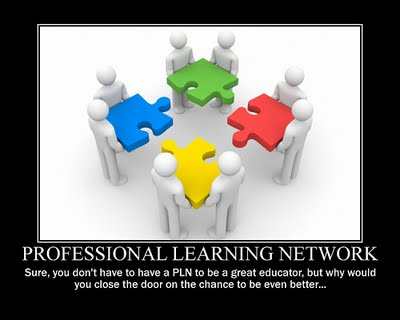 PROFESSIONAL LEARNING NETWORK
Sure, you don't have to have a PLN to be a great educator, but why would
you close the door on the chance to be even better...